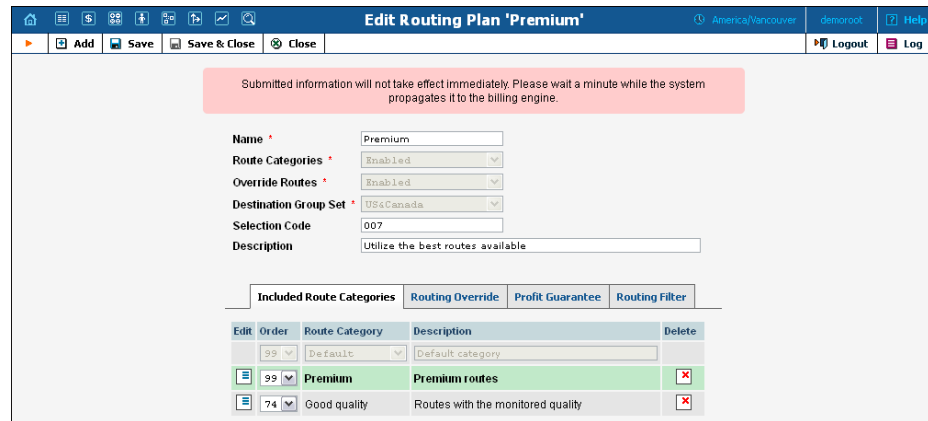 Edit Routing Plan 'Premium'
America/Vancouver
demoroot
? Help
Add
Save
Save & Close
Close
Logout
Log
Submitted information will not take effect immediately. Please wait a minute while the system
propagates it to the billing engine.
Name * Premium
Route Categories * Enabled
Override Routes * Enabled
Destination Group Set * US&Canada
Selection Code 007
Description Utilize the best routes available
Included Route Categories Routing Override Profit Guarantee Routing Filter
Edit Order Route Category Description Delete
99 Default Default category
99 Premium Premium routes
74 Good quality Routes with the monitored quality